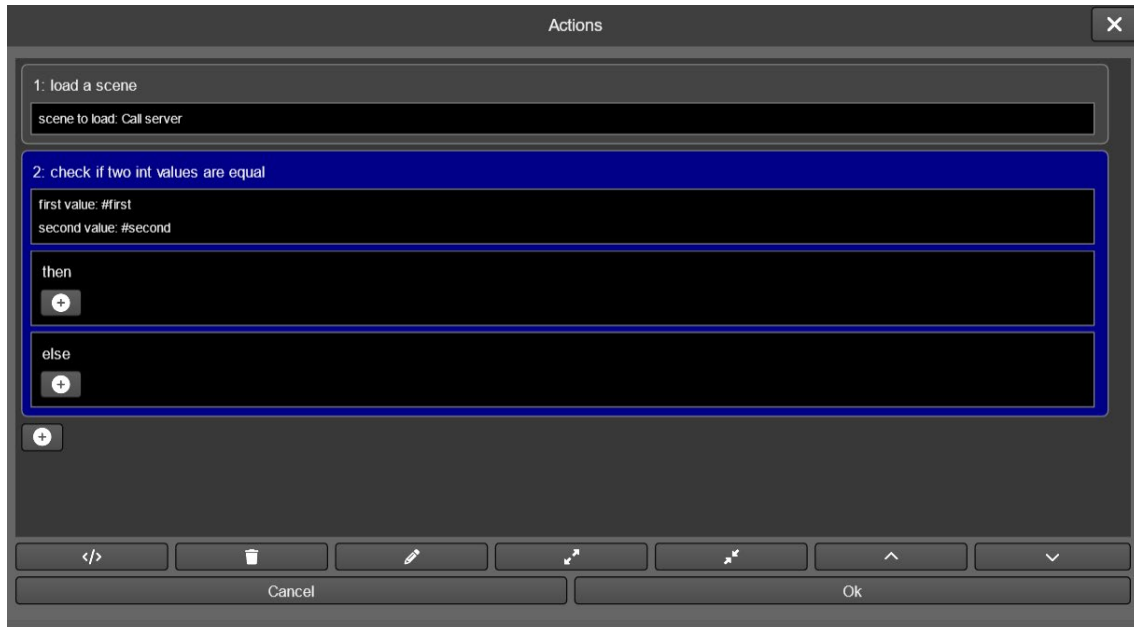 Actions
1: load a scene
scene to load: Call server
2: check if two int values are equal
first value: #first
second value: #second
then
else
</>
Cancel
Ok